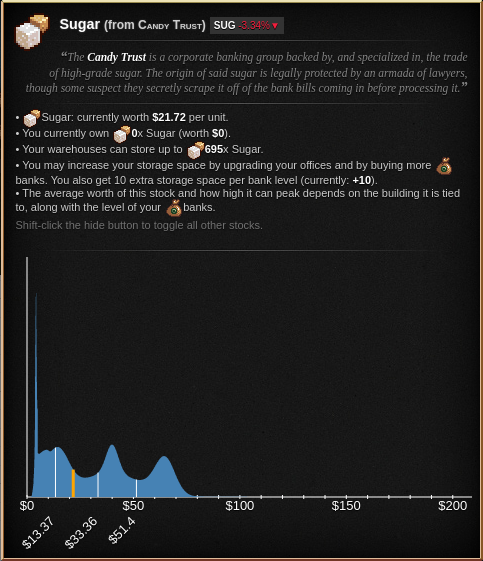 Sugar (from Candy Trust) SUG -3.34% ▼
“The Candy Trust is a corporate banking group backed by, and specialized in, the trade
of high-grade sugar. The origin of said sugar is legally protected by an armada of lawyers,
though some suts they secretly scrape it off of the bank bills coming in before processing it.”
• Sugar: currently worth $21.72 per unit.
• You currently own 0x Sugar (worth $0).
• Your warehouses can store up to 695x Sugar.
• You may increase your storage space by upgrading your offices and by buying more
banks. You also get 10 extra storage space per bank level (currently: +10).
• The average worth of this stock and how high it can peak depends on the building it is tied
to, along with the level of your banks.
Shift-click the hide button to toggle all other stocks.
$0 $50 $100 $150 $200
$13.37 $33.36 $51.4